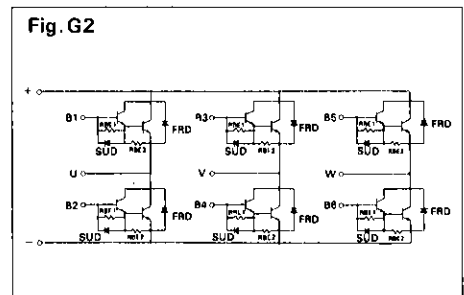 Fig. G2
+
B1
RBE1
RBE2
SUD
FRD
B3
RBE1
RBE2
SUD
FRD
B5
RBE1
RBE2
SUD
FRD
U
V
W
B2
RBE1
RBE2
SUD
FRD
B4
RBE1
RBE2
SUD
FRD
B6
RBE1
RBE2
SUD
FRD
−